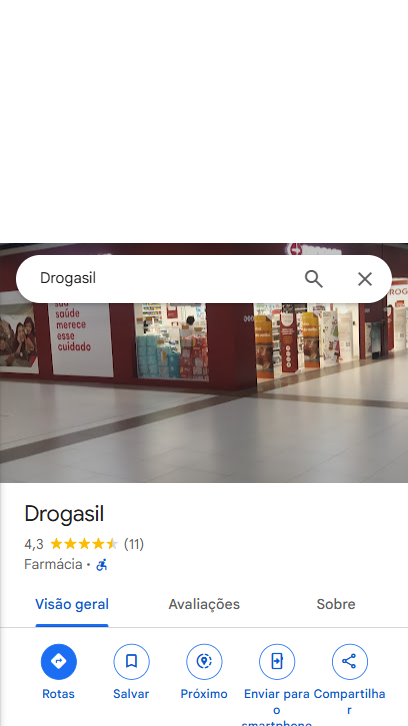 Drogasil
saúde
merece
esse
cuidado
Drogasil
4,3 (11)
Farmácia ·
Visão geral
Avaliações
Sobre
Rotas
Salvar
Próximo
Enviar para o smartphone
Compartilhar